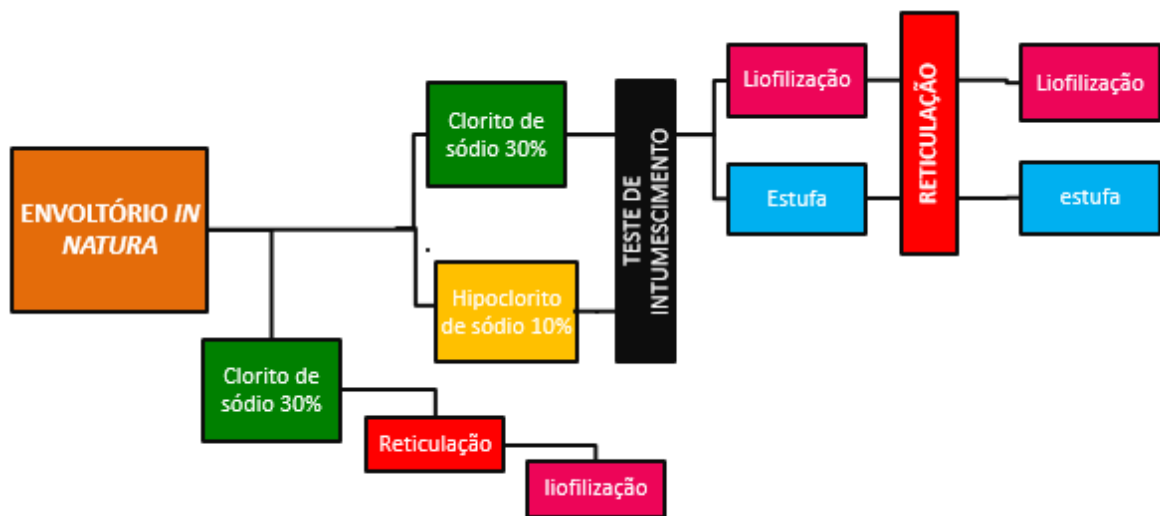 ENVOLTÓRIO IN
NATURA
Clorito de
sódio 30%
Hipoclorito
de sódio 10%
TESTE DE
INTUMESCIMENTO
Liofilização
Estufa
RETICULAÇÃO
Liofilização
estufa
Clorito de
sódio 30%
Reticulação
liofilização